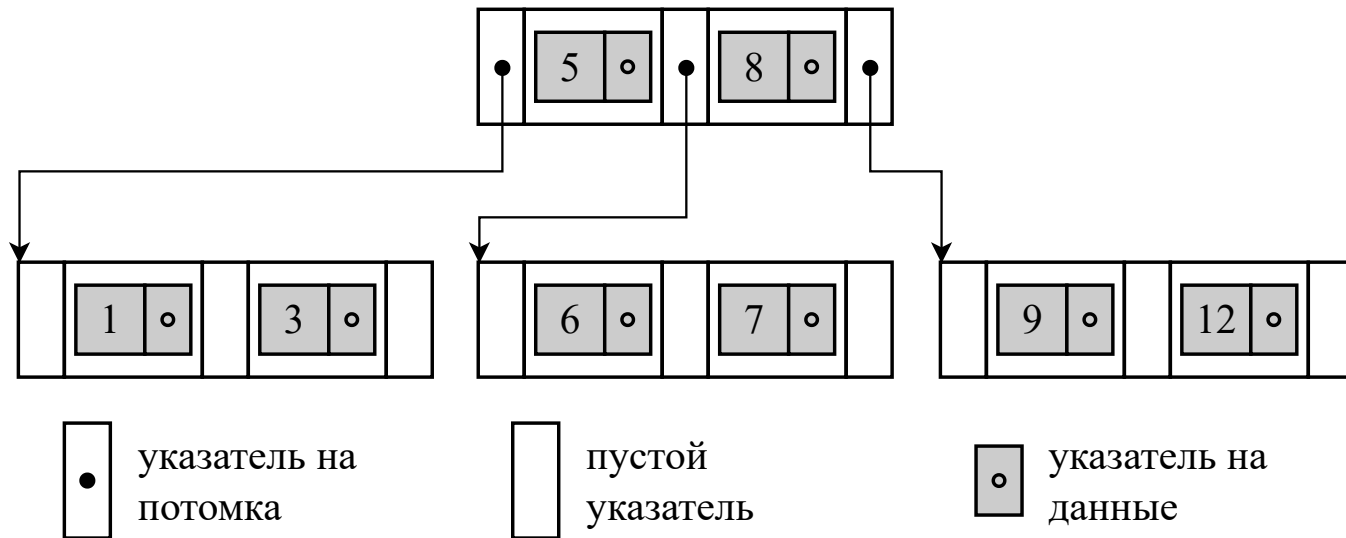 5 8
1 3 6 7 9 12
указатель на
потомка
пустой
указатель
указатель на
данные